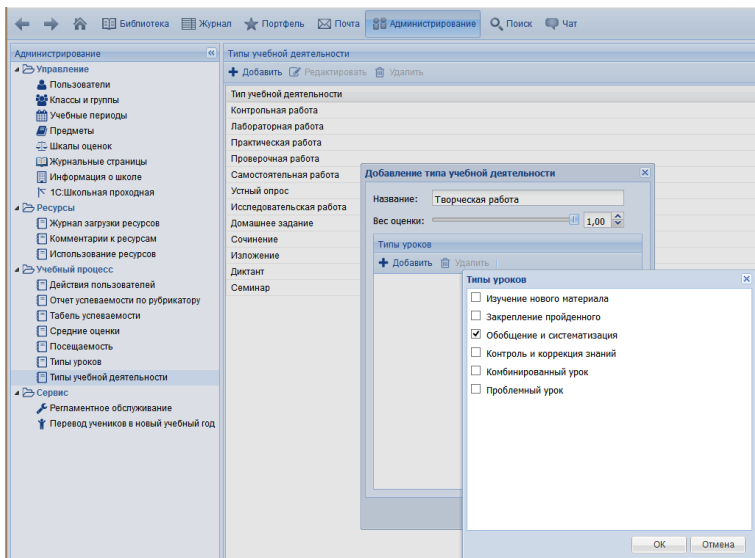 Библиотека Журнал Портфель Почта Администрирование Поиск Чат
Администрирование
Управление
Пользователи
Классы и группы
Учебные периоды
Предметы
Шкалы оценок
Журнальные страницы
Информация о школе
1С:Школьная проходная
Ресурсы
Журнал загрузки ресурсов
Комментарии к ресурсам
Использование ресурсов
Учебный процесс
Действия пользователей
Отчет успеваемости по рубрикатору
Табель успеваемости
Средние оценки
Посещаемость
Типы уроков
Типы учебной деятельности
Сервис
Регламентное обслуживание
Перевод учеников в новый учебный год
Типы учебной деятельности
Добавить Редактировать Удалить
Тип учебной деятельности
Контрольная работа
Лабораторная работа
Практическая работа
Проверочная работа
Самостоятельная работа
Устный опрос
Исследовательская работа
Домашнее задание
Сочинение
Изложение
Диктант
Семинар
Добавление типа учебной деятельности
Название: Творческая работа
Вес оценки: 1,00
Типы уроков
Добавить Удалить
Типы уроков
Изучение нового материала
Закрепление пройденного
Обобщение и систематизация
Контроль и коррекция знаний
Комбинированный урок
Проблемный урок
ОК Отмена